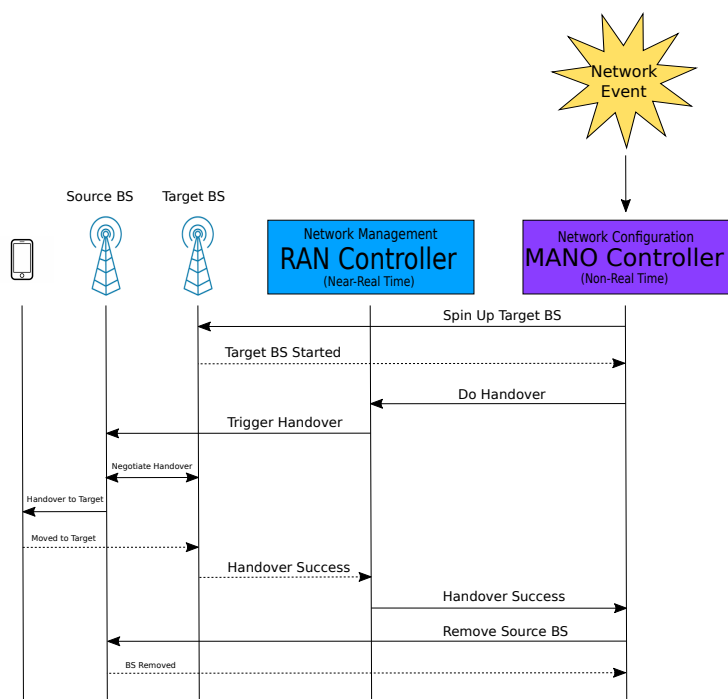 Network
Event
Source BS
Target BS
Network Management
RAN Controller
(Near-Real Time)
Network Configuration
MANO Controller
(Non-Real Time)
Spin Up Target BS
Target BS Started
Do Handover
Trigger Handover
Negotiate Handover
Handover to Target
Moved to Target
Handover Success
Handover Success
Remove Source BS
BS Removed